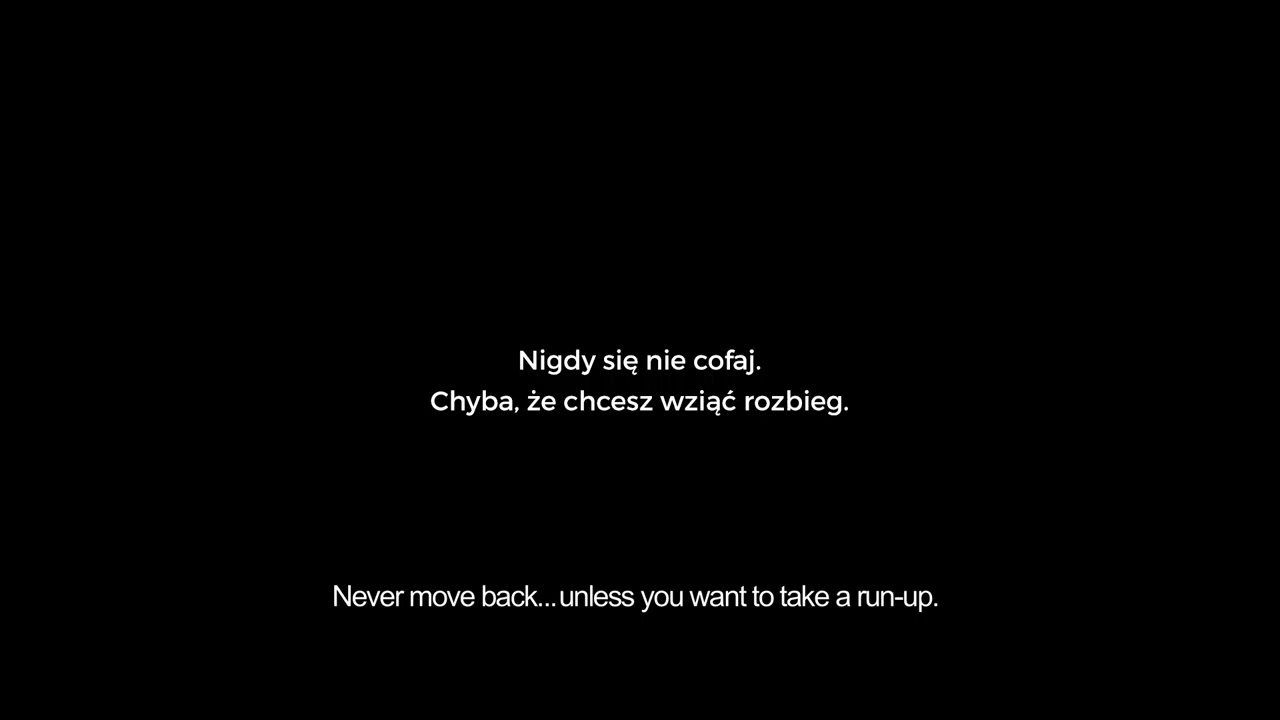 Nigdy się nie cofaj.
Chyba, że chcesz wziąć rozbieg.
Never move back...unless you want to take a run-up.